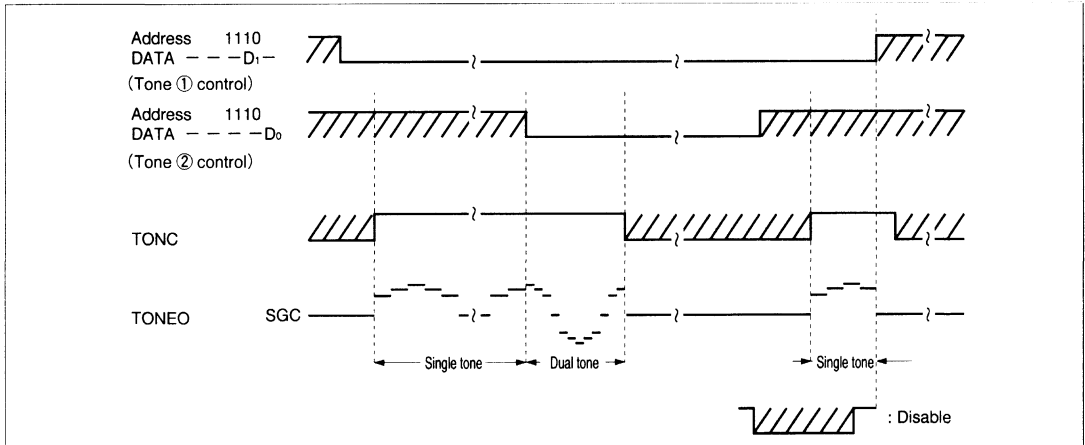 Address 1110
DATA – – – D₁ –
(Tone ① control)
Address 1110
DATA – – – – D₀
(Tone ② control)
TONC
TONEO SGC
Single tone Dual tone Single tone
: Disable